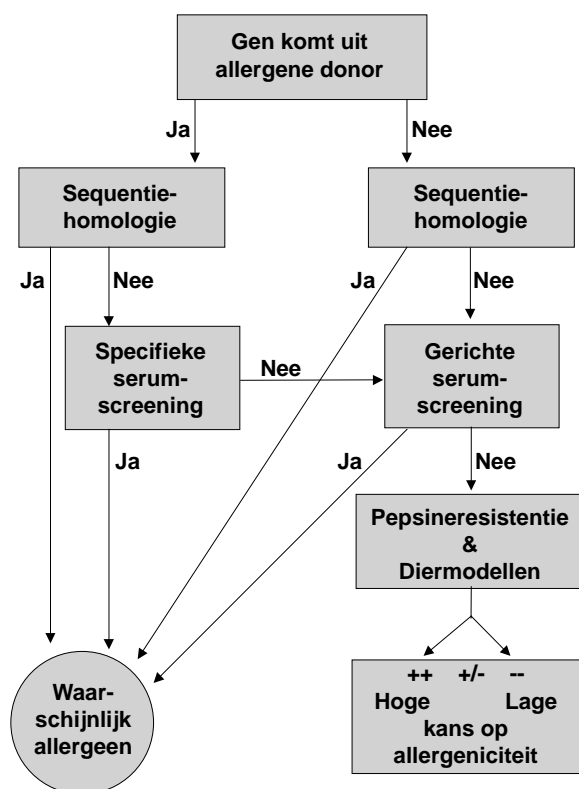 Gen komt uit
allergene donor
Ja
Nee
Sequentie-
homologie
Sequentie-
homologie
Ja
Nee
Ja
Nee
Specifieke
serum-
screening
Nee
Gerichte
serum-
screening
Ja
Ja
Nee
Pepsineresistentie
&
Diermodellen
Waar-
schijnlijk
allergeen
++ +/- --
Hoge Lage
kans op
allergeniciteit